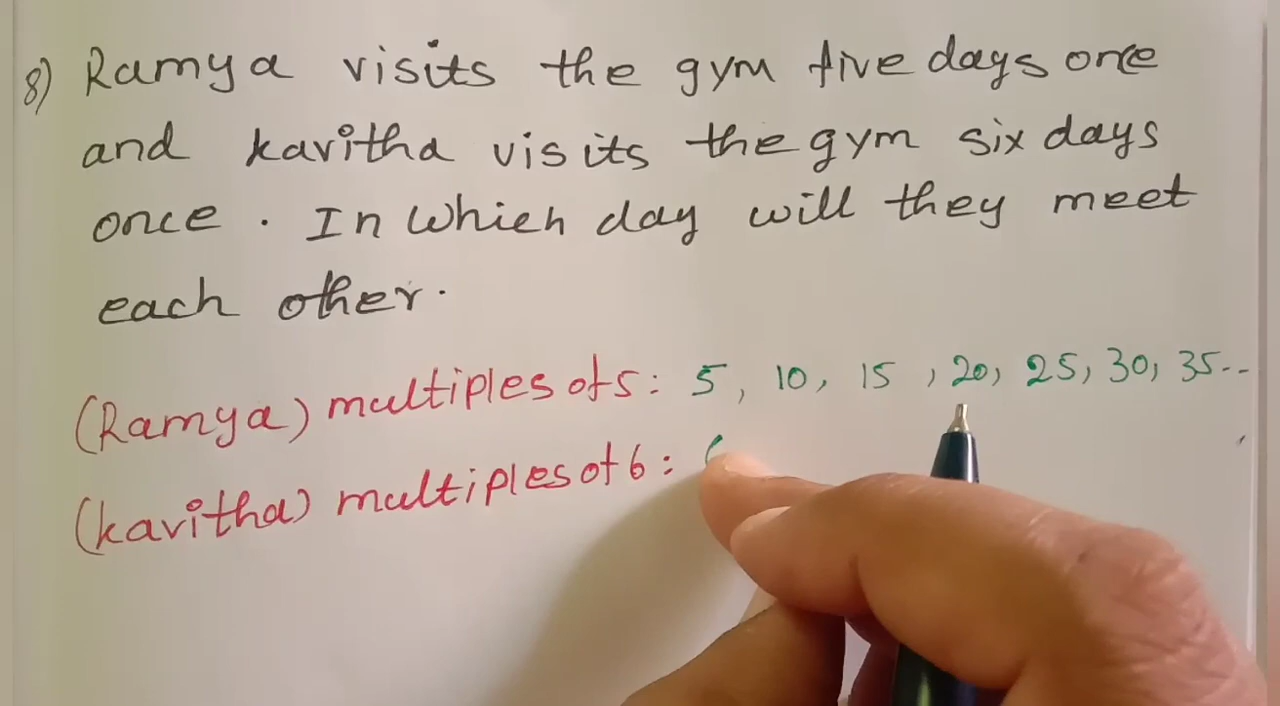 8) Ramya visits the gym five days once
and kavitha visits the gym six days
once. In which day will they meet
each other.
(Ramya) multiples of 5: 5, 10, 15, 20, 25, 30, 35..
(kavitha) multiples of 6: